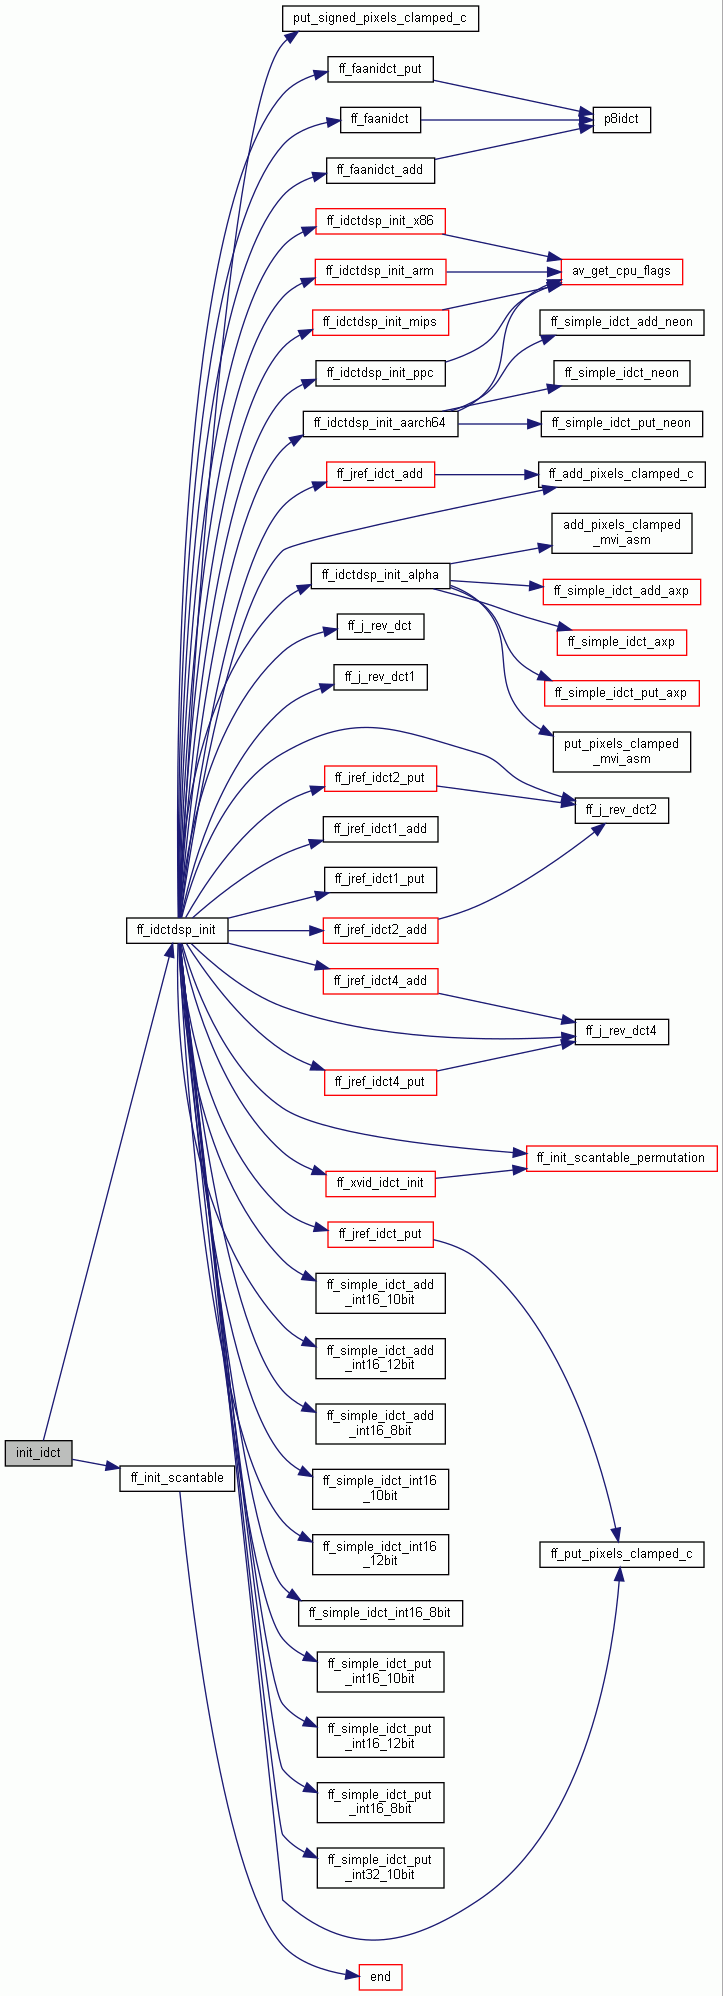 put_signed_pixels_clamped_c
ff_faanidct_put
ff_faanidct
p8idct
ff_faanidct_add
ff_idctdsp_init_x86
ff_idctdsp_init_arm
av_get_cpu_flags
ff_idctdsp_init_mips
ff_simple_idct_add_neon
ff_idctdsp_init_ppc
ff_simple_idct_neon
ff_idctdsp_init_aarch64
ff_simple_idct_put_neon
ff_jref_idct_add
ff_add_pixels_clamped_c
add_pixels_clamped
_mvi_asm
ff_idctdsp_init_alpha
ff_simple_idct_add_axp
ff_j_rev_dct
ff_simple_idct_axp
ff_j_rev_dct1
ff_simple_idct_put_axp
put_pixels_clamped
_mvi_asm
ff_jref_idct2_put
ff_j_rev_dct2
ff_jref_idct1_add
ff_jref_idct1_put
ff_idctdsp_init
ff_jref_idct2_add
ff_jref_idct4_add
ff_j_rev_dct4
ff_jref_idct4_put
ff_init_scantable_permutation
ff_xvid_idct_init
ff_jref_idct_put
ff_simple_idct_add
_int16_10bit
ff_simple_idct_add
_int16_12bit
ff_simple_idct_add
_int16_8bit
init_idct
ff_init_scantable
ff_simple_idct_int16
_10bit
ff_simple_idct_int16
_12bit
ff_put_pixels_clamped_c
ff_simple_idct_int16_8bit
ff_simple_idct_put
_int16_10bit
ff_simple_idct_put
_int16_12bit
ff_simple_idct_put
_int16_8bit
ff_simple_idct_put
_int32_10bit
end